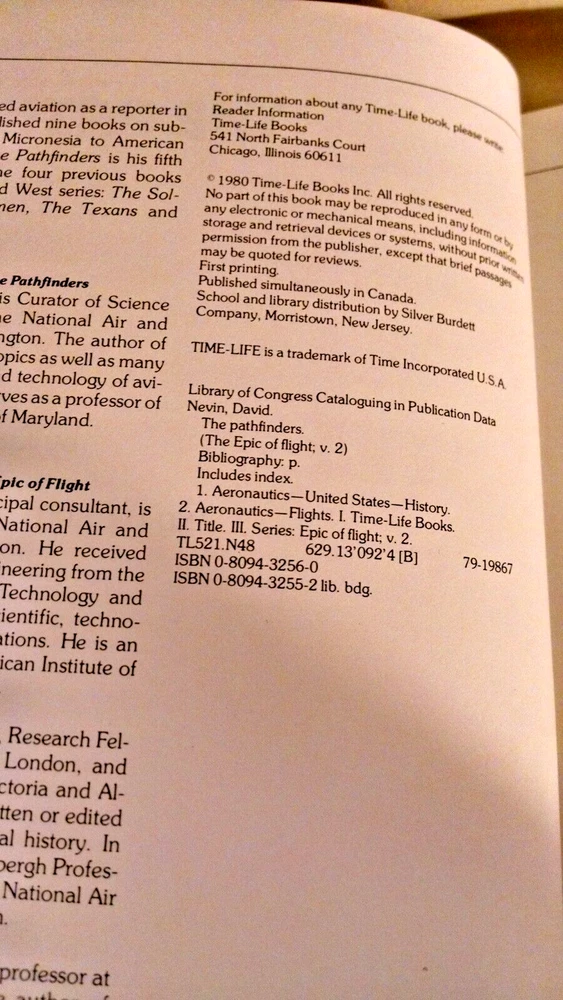 ed aviation as a reporter in
lished nine books on sub-
Micronesia to American
e Pathfinders is his fifth
ne four previous books
d West series: The Sol-
men, The Texans and
e Pathfinders
is Curator of Science
e National Air and
ngton. The author of
opics as well as many
d technology of avi-
ves as a professor of
f Maryland.
pic of Flight
cipal consultant, is
National Air and
on. He received
neering from the
Technology and
ientific, techno-
ations. He is an
ican Institute of
, Research Fel-
London, and
ctoria and Al-
tten or edited
al history. In
bergh Profes-
National Air
n.
professor at
For information about any Time-Life book, please write:
Reader Information
Time-Life Books
541 North Fairbanks Court
Chicago, Illinois 60611
© 1980 Time-Life Books Inc. All rights reserved.
No part of this book may be reproduced in any form or by
any electronic or mechanical means, including information
storage and retrieval devices or systems, without prior written
permission from the publisher, except that brief passages
may be quoted for reviews.
First printing.
Published simultaneously in Canada.
School and library distribution by Silver Burdett
Company, Morristown, New Jersey.
TIME-LIFE is a trademark of Time Incorporated U.S.A.
Library of Congress Cataloguing in Publication Data
Nevin, David.
The pathfinders.
(The Epic of flight; v. 2)
Bibliography: p.
Includes index.
1. Aeronautics—United States—History.
2. Aeronautics—Flights. I. Time-Life Books.
II. Title. III. Series: Epic of flight; v. 2.
TL521.N48 629.13'092'4 [B] 79-19867
ISBN 0-8094-3256-0
ISBN 0-8094-3255-2 lib. bdg.